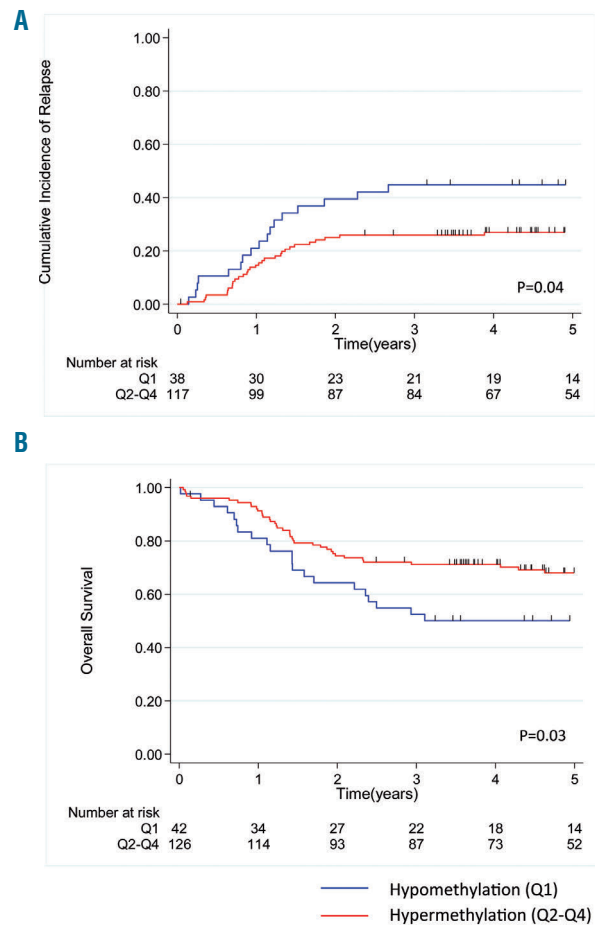 A
Cumulative Incidence of Relapse
1.00
0.80
0.60
0.40
0.20
0.00
P=0.04
0 1 2 3 4 5
Time(years)
Number at risk
Q1 38 30 23 21 19 14
Q2-Q4 117 99 87 84 67 54
B
Overall Survival
1.00
0.80
0.60
0.40
0.20
0.00
P=0.03
0 1 2 3 4 5
Time(years)
Number at risk
Q1 42 34 27 22 18 14
Q2-Q4 126 114 93 87 73 52
Hypomethylation (Q1)
Hypermethylation (Q2-Q4)